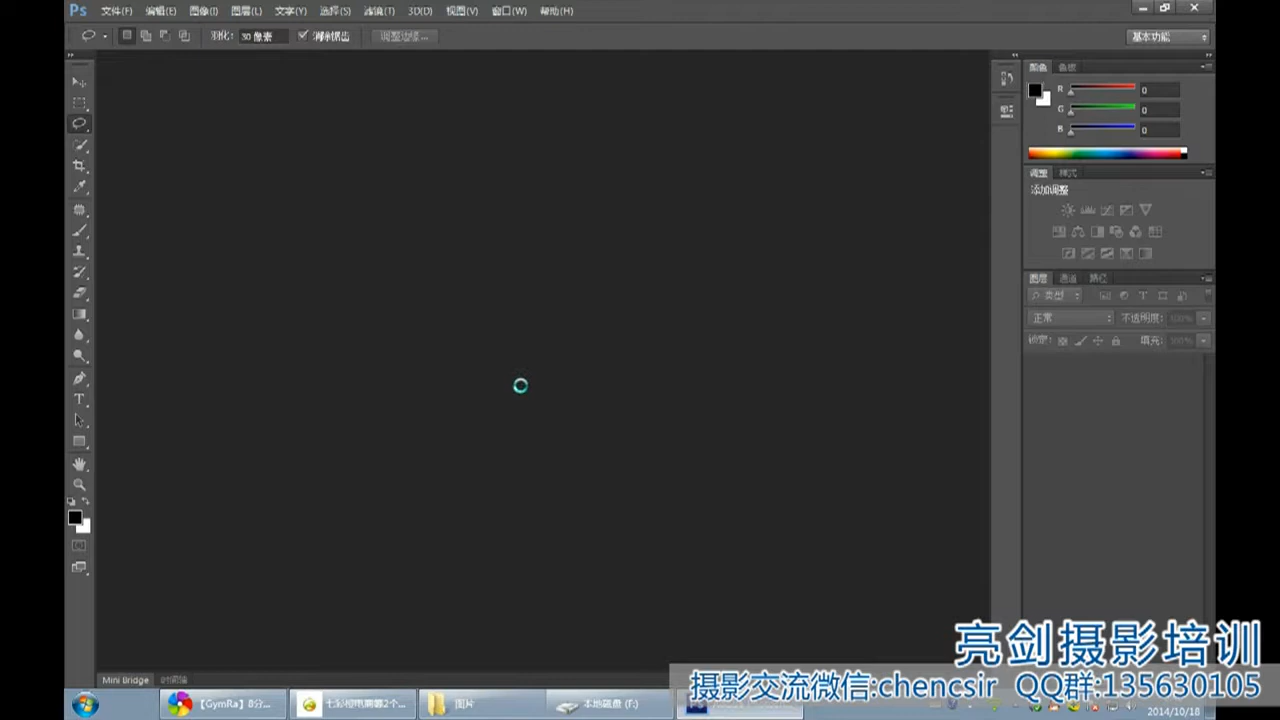 Ps 文件(F) 编辑(E) 图像(I) 图层(L) 文字(Y) 选择(S) 滤镜(T) 3D(D) 视图(V) 窗口(W) 帮助(H)
羽化: 30 像素 消除锯齿 调整边缘... 基本功能
颜色 色板
R 0
G 0
B 0
调整 样式
添加调整
图层 通道 路径
类型
正常 不透明度: 100%
锁定: 填充: 100%
亮剑摄影培训
Mini Bridge 时间轴
摄影交流微信:chencsir QQ群:135630105
【GymRa】8分... 图片 本地磁盘 (F:)
2014/10/18